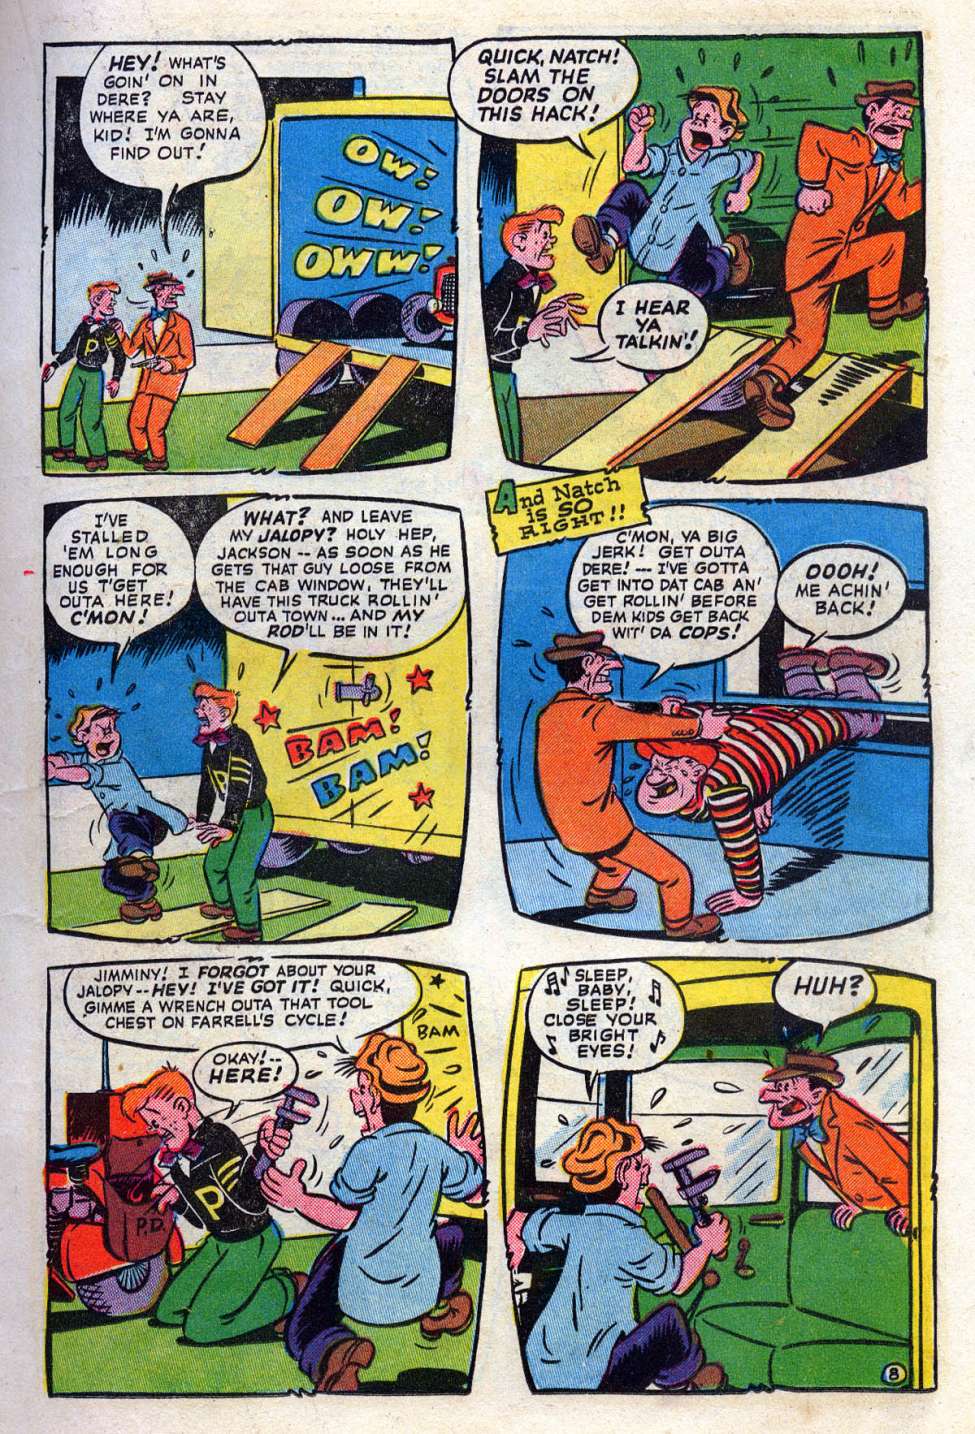 HEY! WHAT'S
GOIN' ON IN
DERE? STAY
WHERE YA ARE,
KID! I'M GONNA
FIND OUT!
OW!
OW!
OWW!
P
QUICK, NATCH!
SLAM THE
DOORS ON
THIS HACK!
I HEAR
YA
TALKIN'!
I'VE
STALLED
'EM LONG
ENOUGH FOR
US T'GET
OUTA HERE!
C'MON!
WHAT? AND LEAVE
MY JALOPY? HOLY HEP,
JACKSON -- AS SOON AS HE
GETS THAT GUY LOOSE FROM
THE CAB WINDOW, THEY'LL
HAVE THIS TRUCK ROLLIN'
OUTA TOWN... AND MY
ROD'LL BE IN IT!
BAM!
BAM!
P
And Natch
is SO
RIGHT!!
C'MON, YA BIG
JERK! GET OUTA
DERE! --- I'VE GOTTA
GET INTO DAT CAB AN'
GET ROLLIN' BEFORE
DEM KIDS GET BACK
WIT' DA COPS!
OOOH!
ME ACHIN'
BACK!
JIMMINY! I FORGOT ABOUT YOUR
JALOPY -- HEY! I'VE GOT IT! QUICK,
GIMME A WRENCH OUTA THAT TOOL
CHEST ON FARRELL'S CYCLE!
OKAY!--
HERE!
BAM
P
P.D.
SLEEP,
BABY,
SLEEP!
CLOSE YOUR
BRIGHT
EYES!
HUH?
8